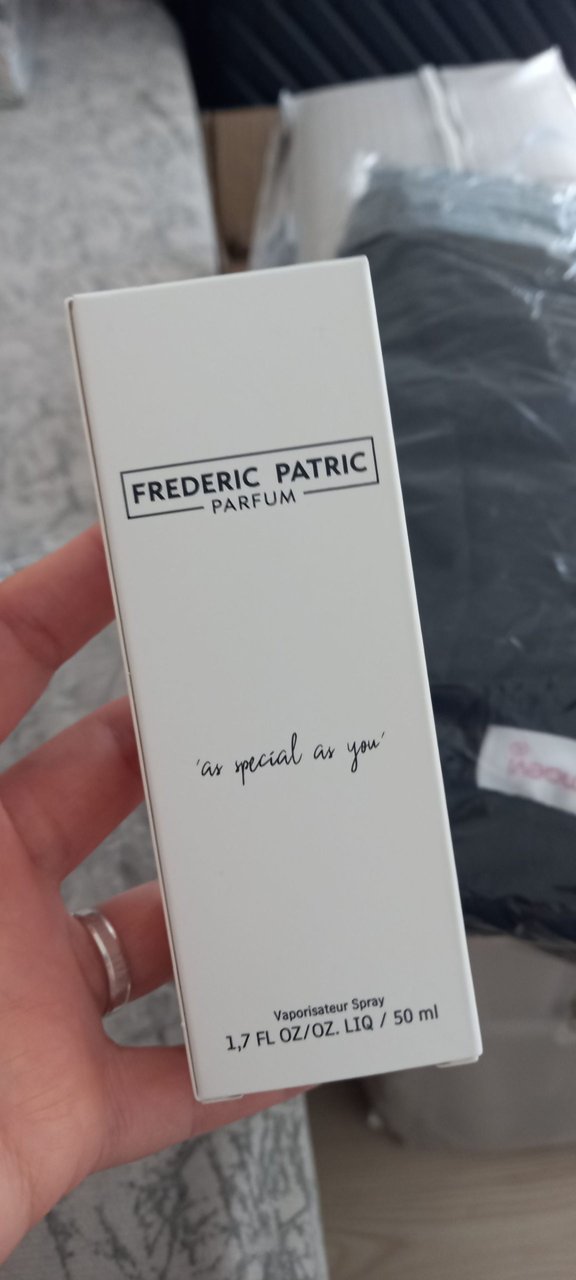 FREDERIC PATRIC
PARFUM
'as special as you'
Vaporisateur Spray
1,7 FL OZ/OZ. LIQ / 50 ml